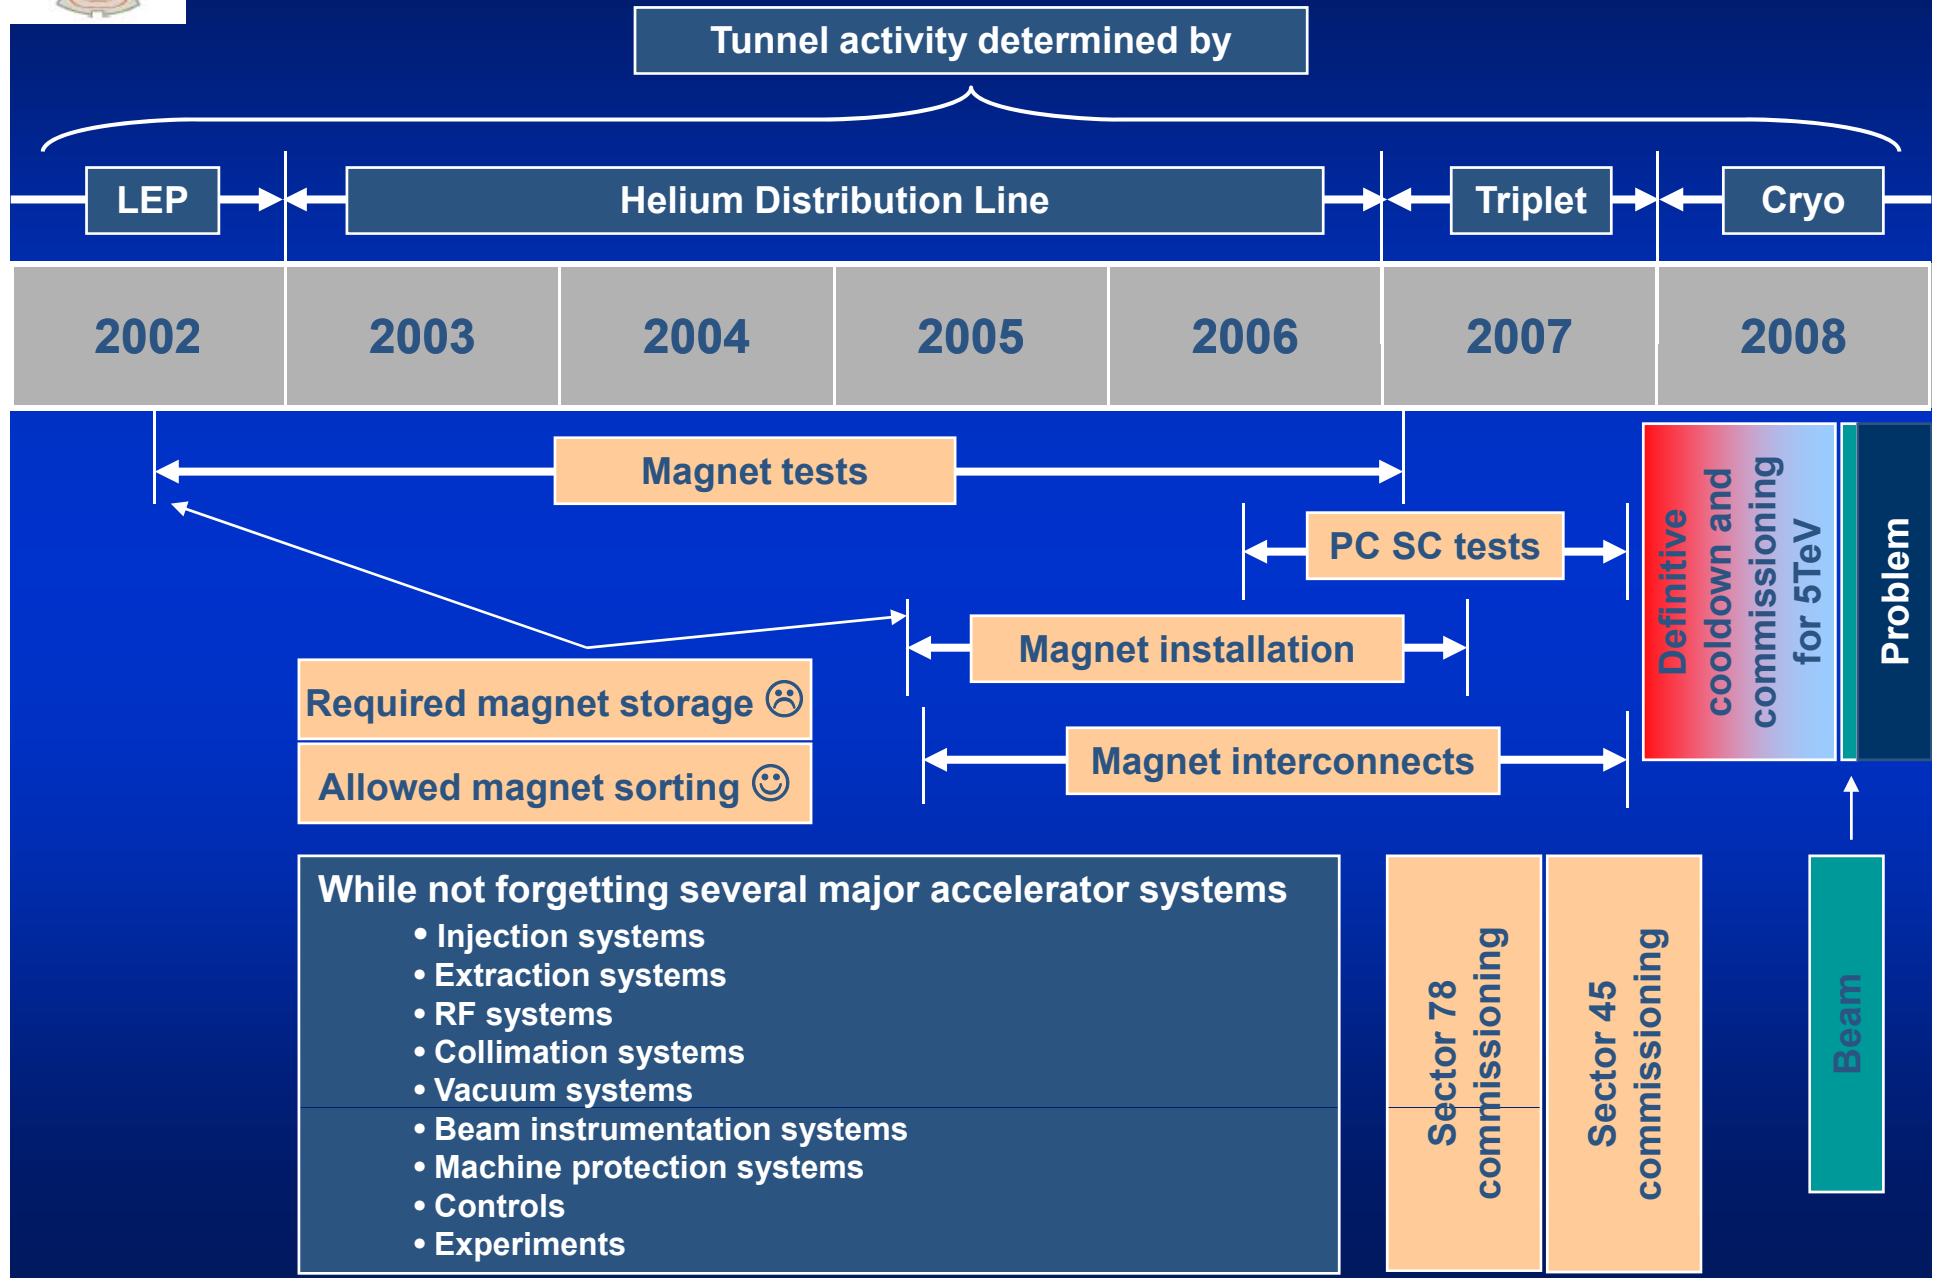 Tunnel activity determined by
LEP
Helium Distribution Line
Triplet
Cryo
2002
2003
2004
2005
2006
2007
2008
Magnet tests
PC SC tests
Magnet installation
Magnet interconnects
Required magnet storage ☹
Allowed magnet sorting ☺
Definitive
cooldown and
commissioning
for 5TeV
Problem
While not forgetting several major accelerator systems
• Injection systems
• Extraction systems
• RF systems
• Collimation systems
• Vacuum systems
• Beam instrumentation systems
• Machine protection systems
• Controls
• Experiments
Sector 78
commissioning
Sector 45
commissioning
Beam